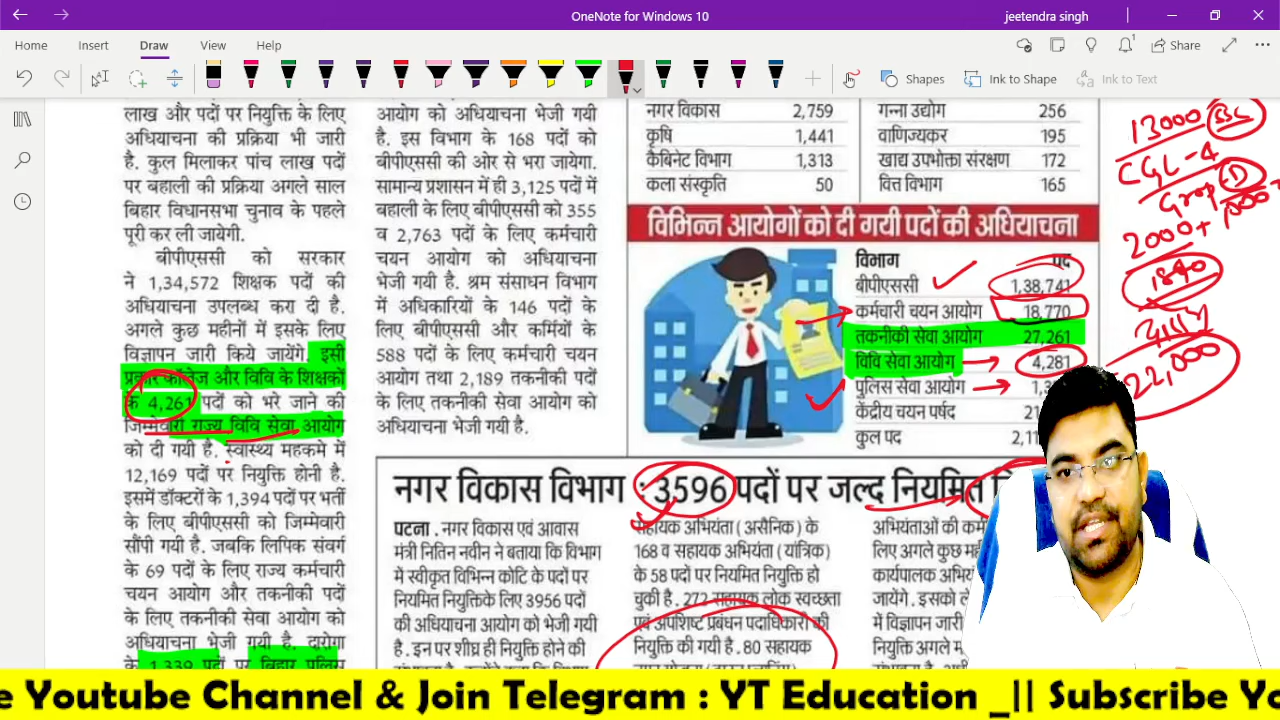 OneNote for Windows 10
jeetendra singh
Home Insert Draw View Help
Share
Shapes
Ink to Shape
Ink to Text
लाख और पदों पर नियुक्ति के लिए
अधियाचना की प्रक्रिया भी जारी
है. कुल मिलाकर पांच लाख पदों
पर बहाली की प्रक्रिया अगले साल
बिहार विधानसभा चुनाव के पहले
पूरी कर ली जायेगी.
बीपीएससी को सरकार
ने 1,34,572 शिक्षक पदों की
अधियाचना उपलब्ध करा दी है.
अगले कुछ महीनों में इसके लिए
विज्ञापन जारी किये जायेंगे. इसी
प्रकार कॉलेज और विवि के शिक्षकों
के 4,261 पदों को भरे जाने की
जिम्मेवारी राज्य विवि सेवा आयोग
को दी गयी है. स्वास्थ्य महकमे में
12,169 पदों पर नियुक्ति होनी है.
इसमें डॉक्टरों के 1,394 पदों पर भर्ती
के लिए बीपीएससी को जिम्मेवारी
सौंपी गयी है. जबकि लिपिक संवर्ग
के 69 पदों के लिए राज्य कर्मचारी
चयन आयोग और तकनीकी पदों
के लिए तकनीकी सेवा आयोग को
अधियाचना भेजी गयी है. दारोगा
के 1,339 पदों पर बिहार पुलिस
आयोग को अधियाचना भेजी गयी
है. इस विभाग के 168 पदों को
बीपीएससी की ओर से भरा जायेगा.
सामान्य प्रशासन में ही 3,125 पदों में
बहाली के लिए बीपीएससी को 355
व 2,763 पदों के लिए कर्मचारी
चयन आयोग को अधियाचना
भेजी गयी है. श्रम संसाधन विभाग
में अधिकारियों के 146 पदों के
लिए बीपीएससी और कर्मियों के
588 पदों के लिए कर्मचारी चयन
आयोग तथा 2,189 तकनीकी पदों
के लिए तकनीकी सेवा आयोग को
अधियाचना भेजी गयी है.
नगर विकास 2,759
कृषि 1,441
कैबिनेट विभाग 1,313
कला संस्कृति 50
गन्ना उद्योग 256
वाणिज्यकर 195
खाद्य उपभोक्ता संरक्षण 172
वित्त विभाग 165
विभिन्न आयोगों को दी गयी पदों की अधियाचना
विभाग पद
बीपीएससी 1,38,741
कर्मचारी चयन आयोग 18,770
तकनीकी सेवा आयोग 27,261
विवि सेवा आयोग 4,281
पुलिस सेवा आयोग 1,3
केंद्रीय चयन पर्षद 21
कुल पद 2,11
13000 SSC
CGL-4
Group D
2000+
1840
22,000
नगर विकास विभाग : 3596 पदों पर जल्द नियमित
पटना. नगर विकास एवं आवास
मंत्री नितिन नवीन ने बताया कि विभाग
में स्वीकृत विभिन्न कोटि के पदों पर
नियमित नियुक्ति के लिए 3956 पदों
की अधियाचना आयोग को भेजी गयी
है. इन पर शीघ्र ही नियुक्ति होने की
सहायक अभियंता (असैनिक) के
168 व सहायक अभियंता (यांत्रिक)
के 58 पदों पर नियमित नियुक्ति हो
चुकी है. 272 सहायक लोक स्वच्छता
एवं अपशिष्ट प्रबंधन पदाधिकारी की
नियुक्ति की गयी है. 80 सहायक
अभियंताओं की कमी
लिए अगले कुछ
कार्यपालक
जायेंगे. इसको
में विज्ञापन जारी
नियुक्ति अगले
e Youtube Channel & Join Telegram : YT Education _|| Subscribe Yo